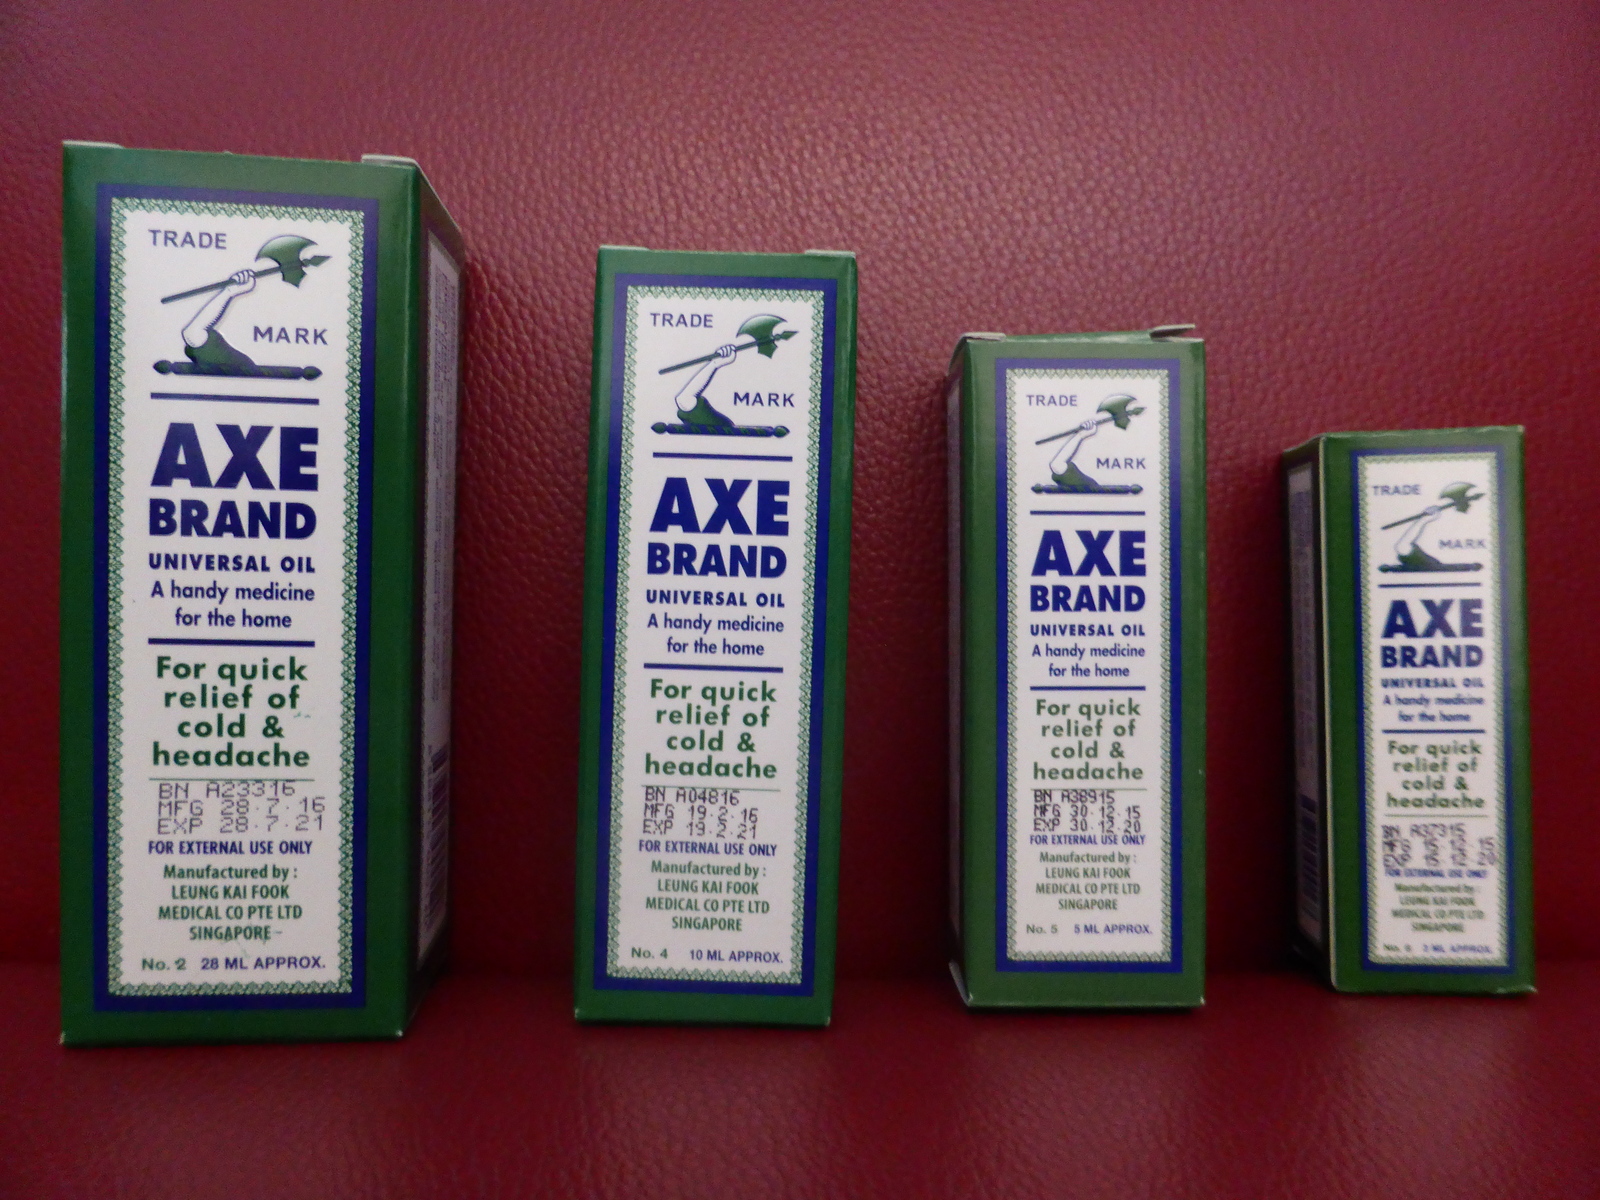 TRADE
MARK
AXE
BRAND
UNIVERSAL OIL
A handy medicine
for the home
For quick
relief of
cold &
headache
BN A23316
MFG 28.7.16
EXP 28.7.21
FOR EXTERNAL USE ONLY
Manufactured by :
LEUNG KAI FOOK
MEDICAL CO PTE LTD
SINGAPORE
No. 2 28 ML APPROX.
TRADE
MARK
AXE
BRAND
UNIVERSAL OIL
A handy medicine
for the home
For quick
relief of
cold &
headache
BN A04816
MFG 19.2.16
EXP 19.2.21
FOR EXTERNAL USE ONLY
Manufactured by :
LEUNG KAI FOOK
MEDICAL CO PTE LTD
SINGAPORE
No. 4 10 ML APPROX.
TRADE
MARK
AXE
BRAND
UNIVERSAL OIL
A handy medicine
for the home
For quick
relief of
cold &
headache
BN A38915
MFG 30.12.15
EXP 30.12.20
FOR EXTERNAL USE ONLY
Manufactured by :
LEUNG KAI FOOK
MEDICAL CO PTE LTD
SINGAPORE
No. 5 5 ML APPROX.
TRADE
MARK
AXE
BRAND
UNIVERSAL OIL
A handy medicine
for the home
For quick
relief of
cold &
headache
BN A37315
MFG 15.12.15
EXP 15.12.20
FOR EXTERNAL USE ONLY
Manufactured by :
LEUNG KAI FOOK
MEDICAL CO PTE LTD
SINGAPORE
No. 6 3 ML APPROX.